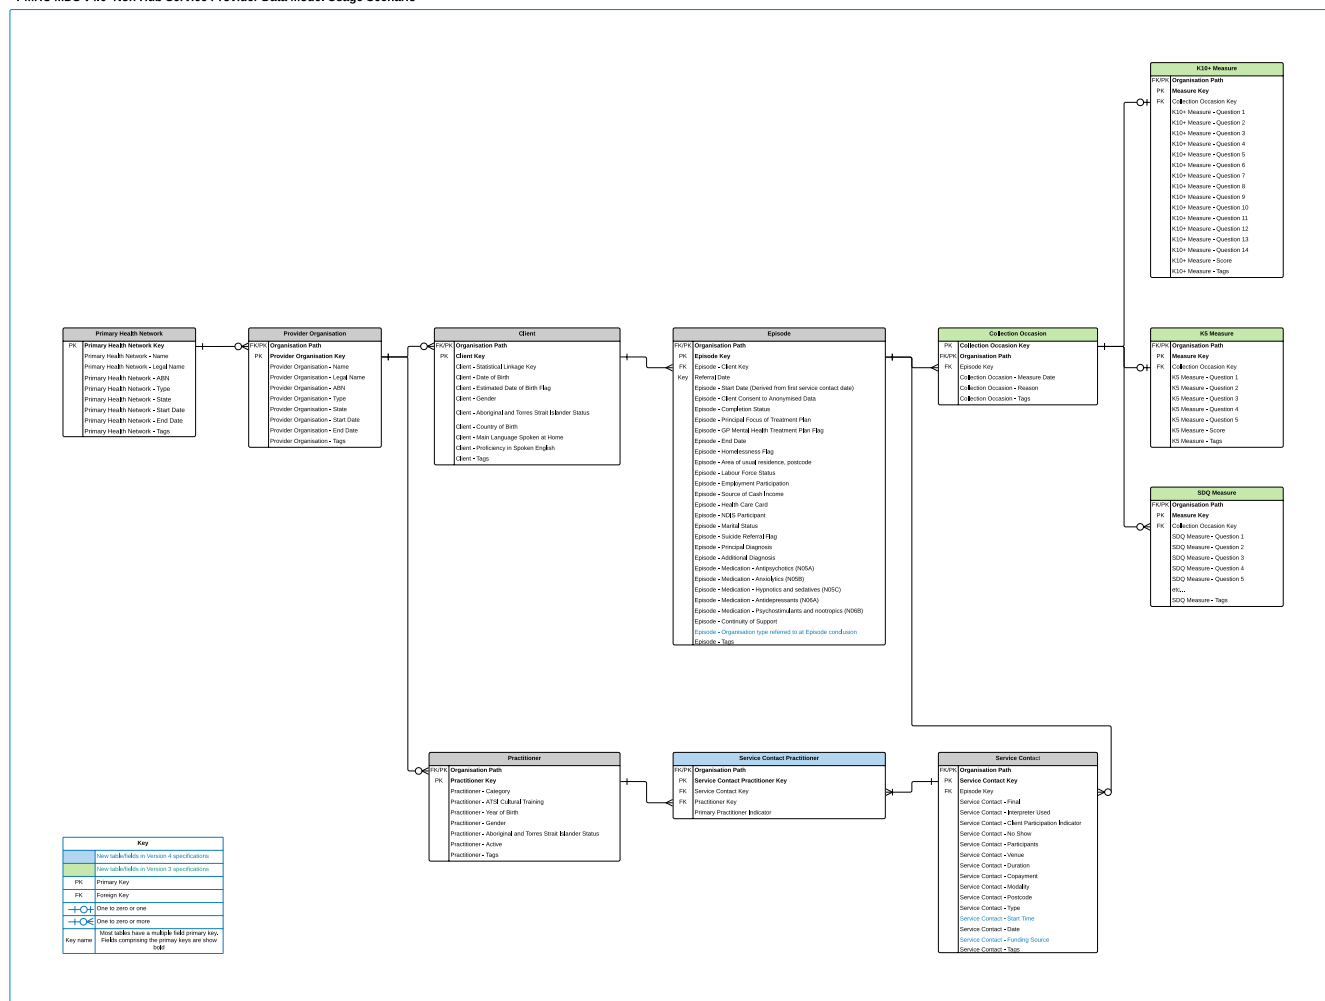 K10+ Measure
FK/PK Organisation Path
PK Measure Key
FK Collection Occasion Key
K10+ Measure - Question 1
K10+ Measure - Question 2
K10+ Measure - Question 3
K10+ Measure - Question 4
K10+ Measure - Question 5
K10+ Measure - Question 6
K10+ Measure - Question 7
K10+ Measure - Question 8
K10+ Measure - Question 9
K10+ Measure - Question 10
K10+ Measure - Question 11
K10+ Measure - Question 12
K10+ Measure - Question 13
K10+ Measure - Question 14
K10+ Measure - Score
K10+ Measure - Tags
Primary Health Network
PK Primary Health Network Key
Primary Health Network - Name
Primary Health Network - Legal Name
Primary Health Network - ABN
Primary Health Network - Type
Primary Health Network - State
Primary Health Network - Start Date
Primary Health Network - End Date
Primary Health Network - Tags
Provider Organisation
FK/PK Organisation Path
PK Provider Organisation Key
Provider Organisation - Name
Provider Organisation - Legal Name
Provider Organisation - ABN
Provider Organisation - Type
Provider Organisation - State
Provider Organisation - Start Date
Provider Organisation - End Date
Provider Organisation - Tags
Client
FK/PK Organisation Path
PK Client Key
Client - Statistical Linkage Key
Client - Date of Birth
Client - Estimated Date of Birth Flag
Client - Gender
Client - Aboriginal and Torres Strait Islander Status
Client - Country of Birth
Client - Main Language Spoken at Home
Client - Proficiency in Spoken English
Client - Tags
Episode
FK/PK Organisation Path
PK Episode Key
FK Episode - Client Key
Key Referral Date
Episode - Start Date (Derived from first service contact date)
Episode - Client Consent to Anonymised Data
Episode - Completion Status
Episode - Principal Focus of Treatment Plan
Episode - GP Mental Health Treatment Plan Flag
Episode - End Date
Episode - Homelessness Flag
Episode - Area of usual residence, postcode
Episode - Labour Force Status
Episode - Employment Participation
Episode - Source of Cash Income
Episode - Health Care Card
Episode - NDIS Participant
Episode - Marital Status
Episode - Suicide Referral Flag
Episode - Principal Diagnosis
Episode - Additional Diagnosis
Episode - Medication - Antipsychotics (N05A)
Episode - Medication - Anxiolytics (N05B)
Episode - Medication - Hypnotics and sedatives (N05C)
Episode - Medication - Antidepressants (N06A)
Episode - Medication - Psychostimulants and nootropics (N06B)
Episode - Continuity of Support
Episode - Organisation type referred to at Episode conclusion
Episode - Tags
Collection Occasion
PK Collection Occasion Key
FK/PK Organisation Path
FK Episode Key
Collection Occasion - Measure Date
Collection Occasion - Reason
Collection Occasion - Tags
K5 Measure
FK/PK Organisation Path
PK Measure Key
FK Collection Occasion Key
K5 Measure - Question 1
K5 Measure - Question 2
K5 Measure - Question 3
K5 Measure - Question 4
K5 Measure - Question 5
K5 Measure - Score
K5 Measure - Tags
SDQ Measure
FK/PK Organisation Path
PK Measure Key
FK Collection Occasion Key
SDQ Measure - Question 1
SDQ Measure - Question 2
SDQ Measure - Question 3
SDQ Measure - Question 4
SDQ Measure - Question 5
etc...
SDQ Measure - Tags
Practitioner
FK/PK Organisation Path
PK Practitioner Key
Practitioner - Category
Practitioner - ATSI Cultural Training
Practitioner - Year of Birth
Practitioner - Gender
Practitioner - Aboriginal and Torres Strait Islander Status
Practitioner - Active
Practitioner - Tags
Service Contact Practitioner
FK/PK Organisation Path
PK Service Contact Practitioner Key
FK Service Contact Key
FK Practitioner Key
Primary Practitioner Indicator
Service Contact
FK/PK Organisation Path
PK Service Contact Key
FK Episode Key
Service Contact - Final
Service Contact - Interpreter Used
Service Contact - Client Participation Indicator
Service Contact - No Show
Service Contact - Participants
Service Contact - Venue
Service Contact - Duration
Service Contact - Copayment
Service Contact - Modality
Service Contact - Postcode
Service Contact - Type
Service Contact - Start Time
Service Contact - Date
Service Contact - Funding Source
Service Contact - Tags
Key
New table/fields in Version 4 specifications
New table/fields in Version 3 specifications
PK Primary Key
FK Foreign Key
One to zero or one
One to zero or more
Key name Most tables have a multiple field primary key.
Fields comprising the primay keys are show
bold